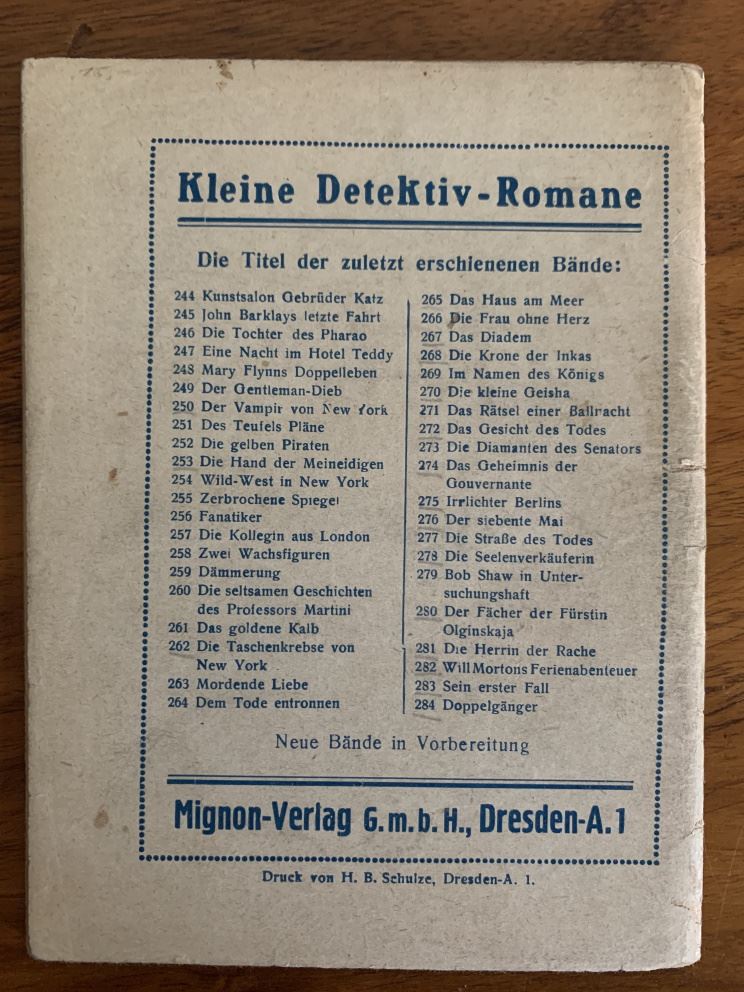 Kleine Detektiv-Romane
Die Titel der zuletzt erschienenen Bände:
244 Kunstsalon Gebrüder Katz
245 John Barklays letzte Fahrt
246 Die Tochter des Pharao
247 Eine Nacht im Hotel Teddy
248 Mary Flynns Doppelleben
249 Der Gentleman-Dieb
250 Der Vampir von New York
251 Des Teufels Pläne
252 Die gelben Piraten
253 Die Hand der Meineidigen
254 Wild-West in New York
255 Zerbrochene Spiegel
256 Fanatiker
257 Die Kollegin aus London
258 Zwei Wachsfiguren
259 Dämmerung
260 Die seltsamen Geschichten
des Professors Martini
261 Das goldene Kalb
262 Die Taschenkrebse von
New York
263 Mordende Liebe
264 Dem Tode entronnen
265 Das Haus am Meer
266 Die Frau ohne Herz
267 Das Diadem
268 Die Krone der Inkas
269 Im Namen des Königs
270 Die kleine Geisha
271 Das Rätsel einer Ballnacht
272 Das Gesicht des Todes
273 Die Diamanten des Senators
274 Das Geheimnis der
Gouvernante
275 Irrlichter Berlins
276 Der siebente Mai
277 Die Straße des Todes
278 Die Seelenverkäuferin
279 Bob Shaw in Unter-
suchungshaft
280 Der Fächer der Fürstin
Olginskaja
281 Die Herrin der Rache
282 Will Mortons Ferienabenteuer
283 Sein erster Fall
284 Doppelgänger
Neue Bände in Vorbereitung
Mignon-Verlag G.m.b.H., Dresden-A.1
Druck von H. B. Schulze, Dresden-A. 1.